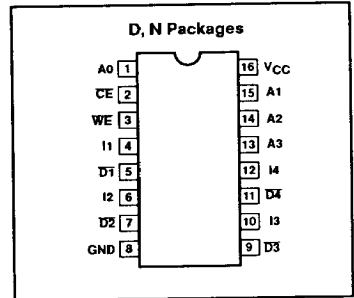 D, N Packages
A0 1 16 VCC
CE 2 15 A1
WE 3 14 A2
I1 4 13 A3
D1 5 12 I4
I2 6 11 D4
D2 7 10 I3
GND 8 9 D3